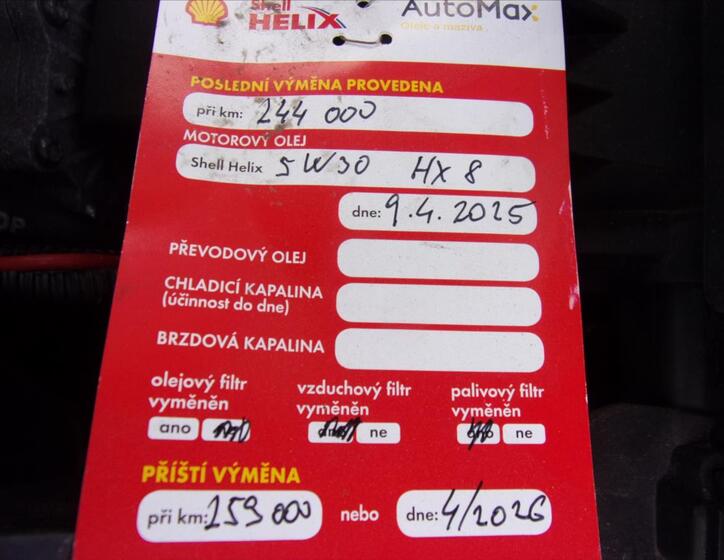 Shell HELIX AutoMax
Oleje a maziva
POSLEDNÍ VÝMĚNA PROVEDENA
při km: 244 000
MOTOROVÝ OLEJ
Shell Helix 5W30 HX8
dne: 9.4.2025
PŘEVODOVÝ OLEJ
CHLADICÍ KAPALINA
(účinnost do dne)
BRZDOVÁ KAPALINA
olejový filtr vzduchový filtr palivový filtr
vyměněn vyměněn vyměněn
ano ne ne
PŘÍŠTÍ VÝMĚNA
při km: 259 000 nebo dne: 4/2026